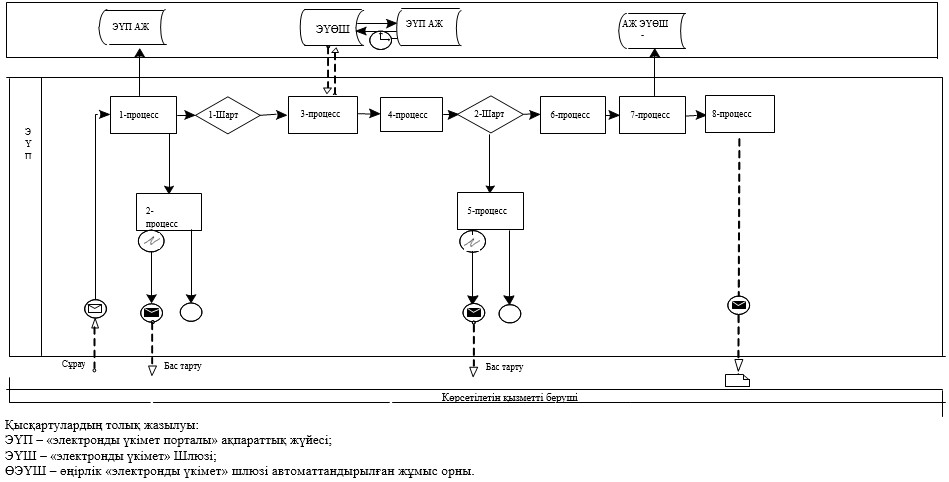 ЭҮП АЖ
ЭҮӨШ
ЭҮП АЖ
АЖ ЭҮӨШ
-
Э
Ү
П
1-процесс
1-Шарт
3-процесс
4-процесс
2-Шарт
6-процесс
7-процесс
8-процесс
2-
процесс
5-процесс
Сұрау
Бас тарту
Бас тарту
Көрсетілетін қызметті беруші
Қысқартулардың толық жазылуы:
ЭҮП – «электронды үкімет порталы» ақпараттық жүйесі;
ЭҮШ – «электронды үкімет» Шлюзі;
ӨЭҮШ – өңірлік «электронды үкімет» шлюзі автоматтандырылған жұмыс орны.